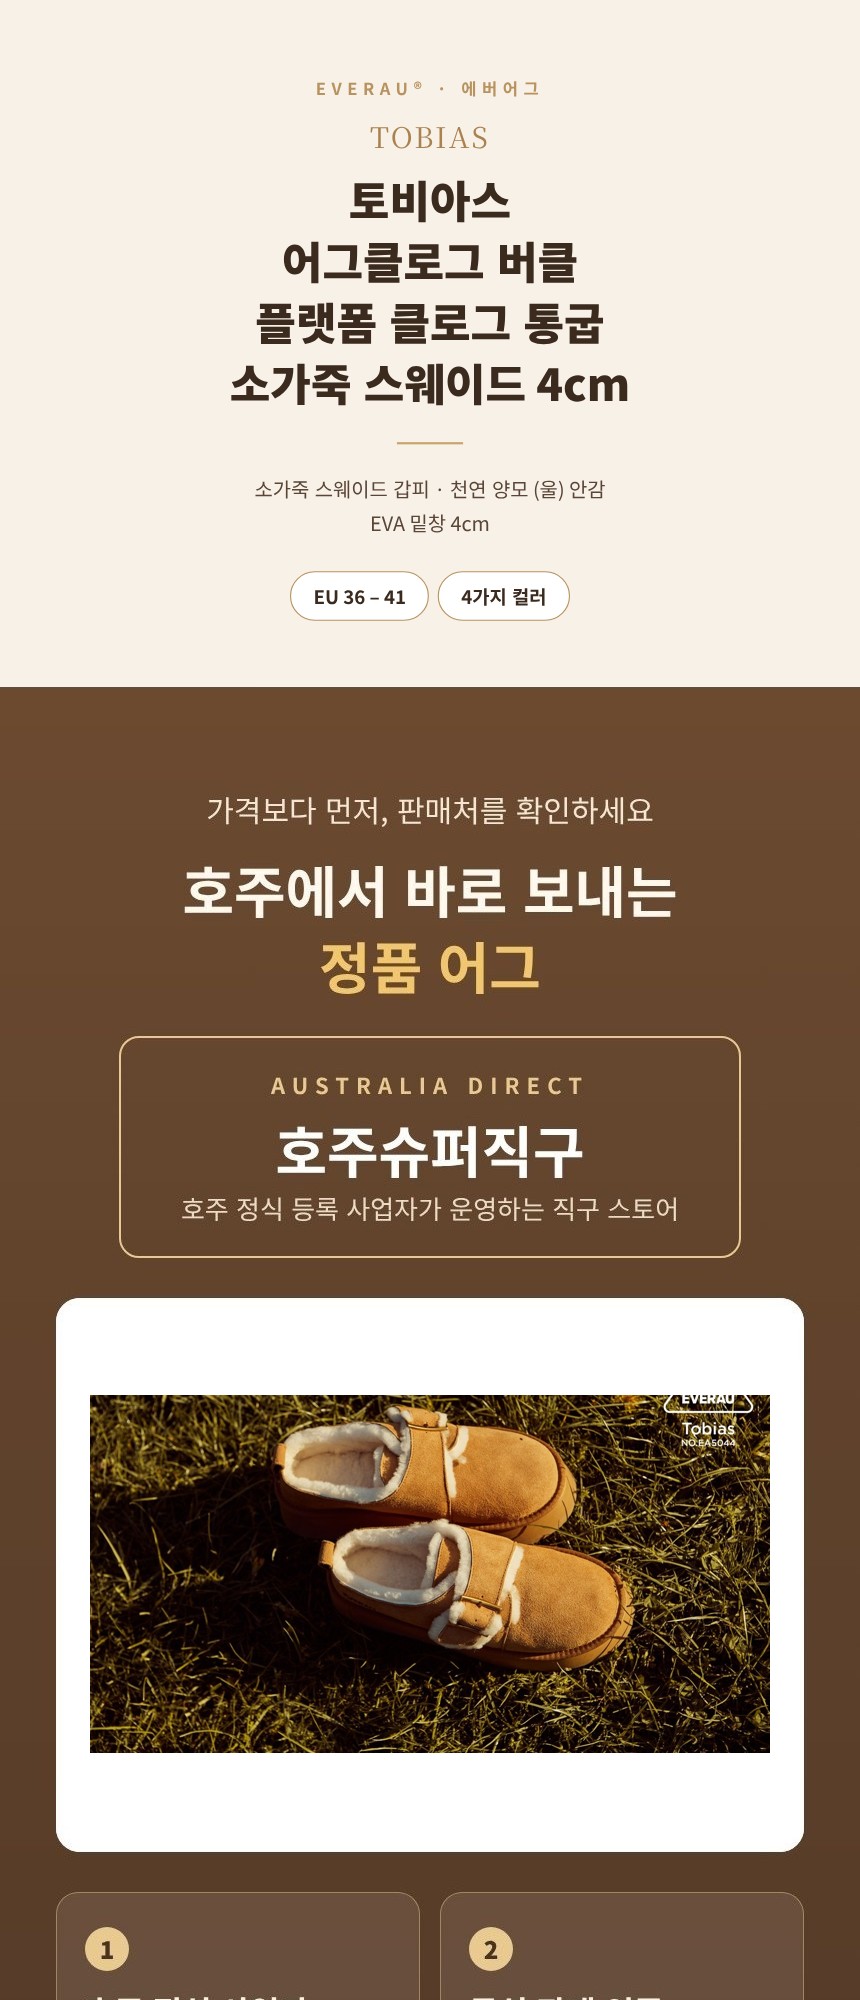 EVERAU® · 에버어그
TOBIAS
토비아스
어그클로그 버클
플랫폼 클로그 통굽
소가죽 스웨이드 4cm
소가죽 스웨이드 갑피 · 천연 양모 (울) 안감
EVA 밑창 4cm
EU 36 – 41
4가지 컬러
가격보다 먼저, 판매처를 확인하세요
호주에서 바로 보내는
정품 어그
AUSTRALIA DIRECT
호주슈퍼직구
호주 정식 등록 사업자가 운영하는 직구 스토어
EVERAU
Tobias
NO.EA5044
1
2